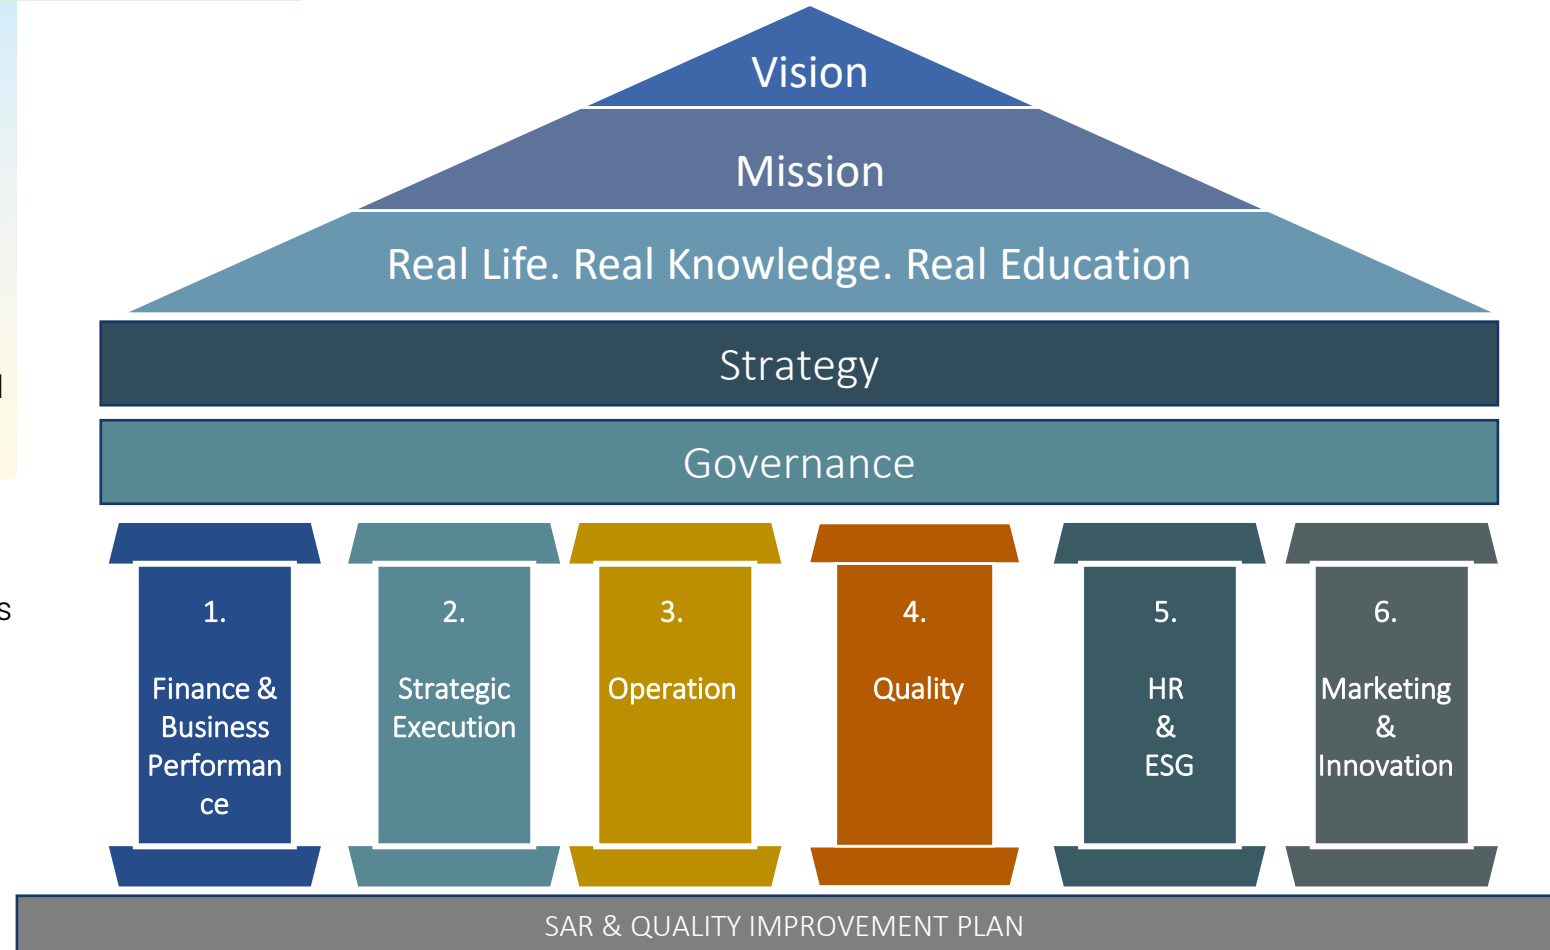 Vision
Mission
Real Life. Real Knowledge. Real Education
Strategy
Governance
1.
Finance &
Business
Performan
ce
2.
Strategic
Execution
3.
Operation
4.
Quality
5.
HR
&
ESG
6.
Marketing
&
Innovation
s
SAR & QUALITY IMPROVEMENT PLAN